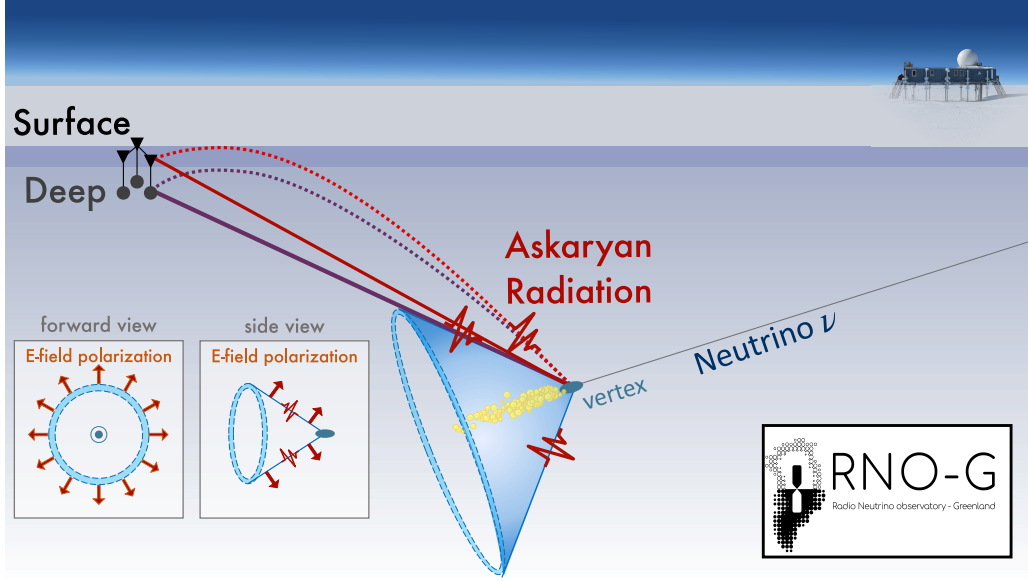 Surface
Deep
Askaryan
Radiation
Neutrino ν
vertex
forward view
E-field polarization
side view
E-field polarization
RNO-G
Radio Neutrino observatory - Greenland